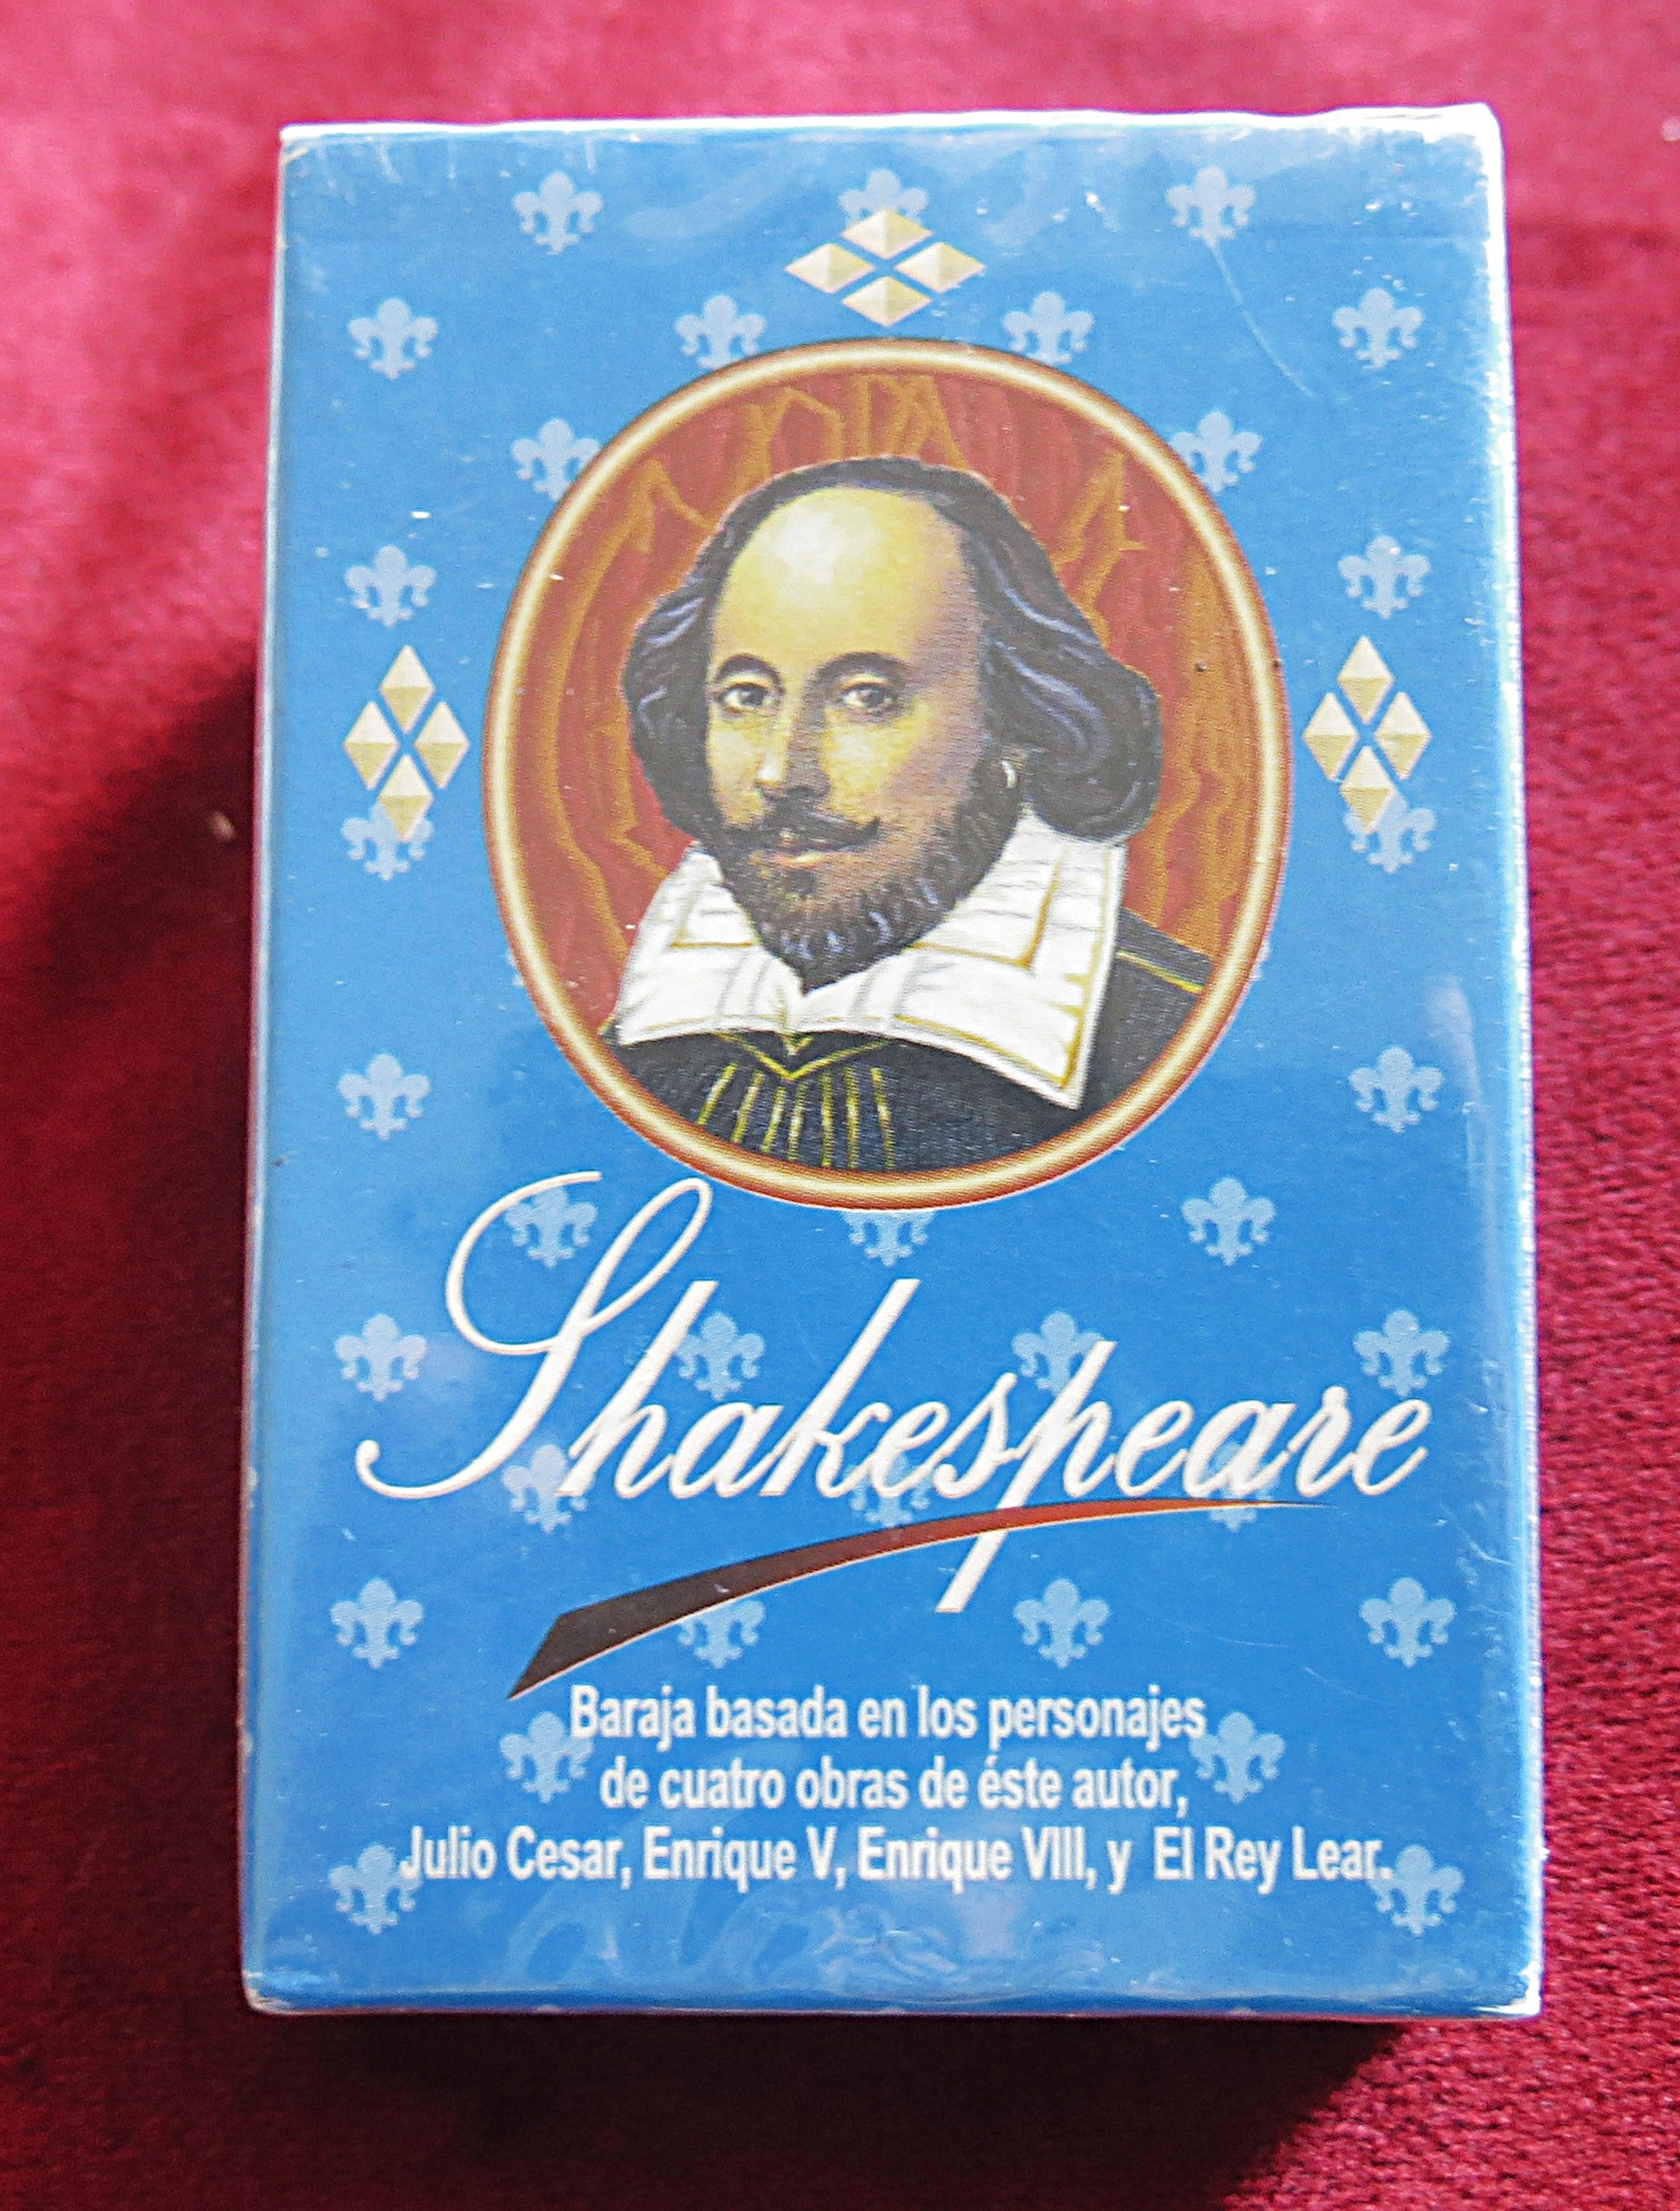 Shakespeare
Baraja basada en los personajes
de cuatro obras de éste autor,
Julio Cesar, Enrique V, Enrique VIII, y El Rey Lear.